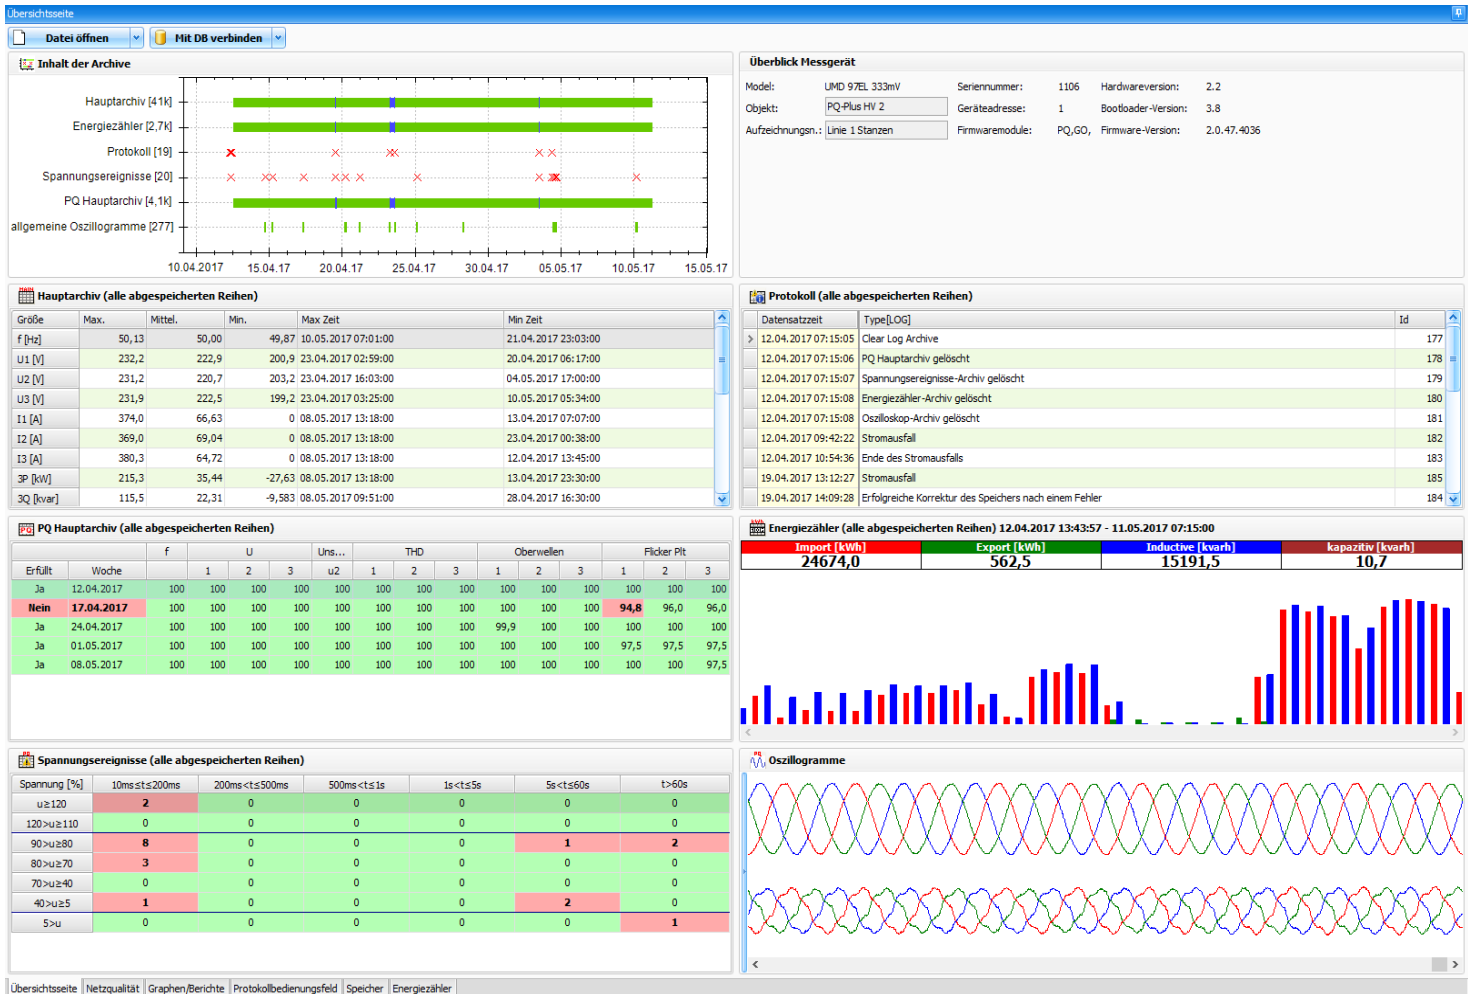 Übersichtsseite
Datei öffnen
Mit DB verbinden
Inhalt der Archive
Hauptarchiv [41k]
Energiezähler [2,7k]
Protokoll [19]
Spannungsereignisse [20]
PQ Hauptarchiv [4,1k]
allgemeine Oszillogramme [277]
10.04.2017 15.04.17 20.04.17 25.04.17 30.04.17 05.05.17 10.05.17 15.05.17
Überblick Messgerät
Model: UMD 97EL 333mV Seriennummer: 1106 Hardwareversion: 2.2
Objekt: PQ-Plus HV 2 Geräteadresse: 1 Bootloader-Version: 3.8
Aufzeichnungsn.: Linie 1 Stanzen Firmwaremodule: PQ,GO, Firmware-Version: 2.0.47.4036
Hauptarchiv (alle abgespeicherten Reihen)
Größe Max. Mittel. Min. Max Zeit Min Zeit
f [Hz] 50,13 50,00 49,87 10.05.2017 07:01:00 21.04.2017 23:03:00
U1 [V] 232,2 222,9 200,9 23.04.2017 02:59:00 20.04.2017 06:17:00
U2 [V] 231,2 220,7 203,2 23.04.2017 16:03:00 04.05.2017 17:00:00
U3 [V] 231,9 222,5 199,2 23.04.2017 03:25:00 10.05.2017 05:34:00
I1 [A] 374,0 66,63 0 08.05.2017 13:18:00 13.04.2017 07:07:00
I2 [A] 369,0 69,04 0 08.05.2017 13:18:00 23.04.2017 00:38:00
I3 [A] 380,3 64,72 0 08.05.2017 13:18:00 12.04.2017 13:45:00
3P [kW] 215,3 35,44 -27,63 08.05.2017 13:18:00 13.04.2017 23:30:00
3Q [kvar] 115,5 22,31 -9,583 08.05.2017 09:51:00 28.04.2017 16:30:00
Protokoll (alle abgespeicherten Reihen)
Datensatzzeit Type[LOG] Id
12.04.2017 07:15:05 Clear Log Archive 177
12.04.2017 07:15:06 PQ Hauptarchiv gelöscht 178
12.04.2017 07:15:07 Spannungsereignisse-Archiv gelöscht 179
12.04.2017 07:15:08 Energiezähler-Archiv gelöscht 180
12.04.2017 07:15:08 Oszilloskop-Archiv gelöscht 181
12.04.2017 09:42:22 Stromausfall 182
12.04.2017 10:54:36 Ende des Stromausfalls 183
19.04.2017 13:12:27 Stromausfall 185
19.04.2017 14:09:28 Erfolgreiche Korrektur des Speichers nach einem Fehler 184
PQ Hauptarchiv (alle abgespeicherten Reihen)
f U Uns... THD Oberwellen Flicker Plt
Erfüllt Woche 1 2 3 u2 1 2 3 1 2 3 1 2 3
Ja 12.04.2017 100 100 100 100 100 100 100 100 100 100 100 100 100 100
Nein 17.04.2017 100 100 100 100 100 100 100 100 100 100 100 94,8 96,0 96,0
Ja 24.04.2017 100 100 100 100 100 100 100 100 99,9 100 100 100 100 100
Ja 01.05.2017 100 100 100 100 100 100 100 100 100 100 100 97,5 97,5 97,5
Ja 08.05.2017 100 100 100 100 100 100 100 100 100 100 100 100 100 97,5
Energiezähler (alle abgespeicherten Reihen) 12.04.2017 13:43:57 - 11.05.2017 07:15:00
Import [kWh] Export [kWh] Inductive [kvarh] kapazitiv [kvarh]
24674,0 562,5 15191,5 10,7
Spannungsereignisse (alle abgespeicherten Reihen)
Spannung [%] 10ms≤t≤200ms 200ms<t≤500ms 500ms<t≤1s 1s<t≤5s 5s<t≤60s t>60s
u≥120 2 0 0 0 0 0
120>u≥110 0 0 0 0 0 0
90>u≥80 8 0 0 0 1 2
80>u≥70 3 0 0 0 0 0
70>u≥40 0 0 0 0 0 0
40>u≥5 1 0 0 0 2 0
5>u 0 0 0 0 0 1
Oszillogramme
Übersichtsseite Netzqualität Graphen/Berichte Protokollbedienungsfeld Speicher Energiezähler